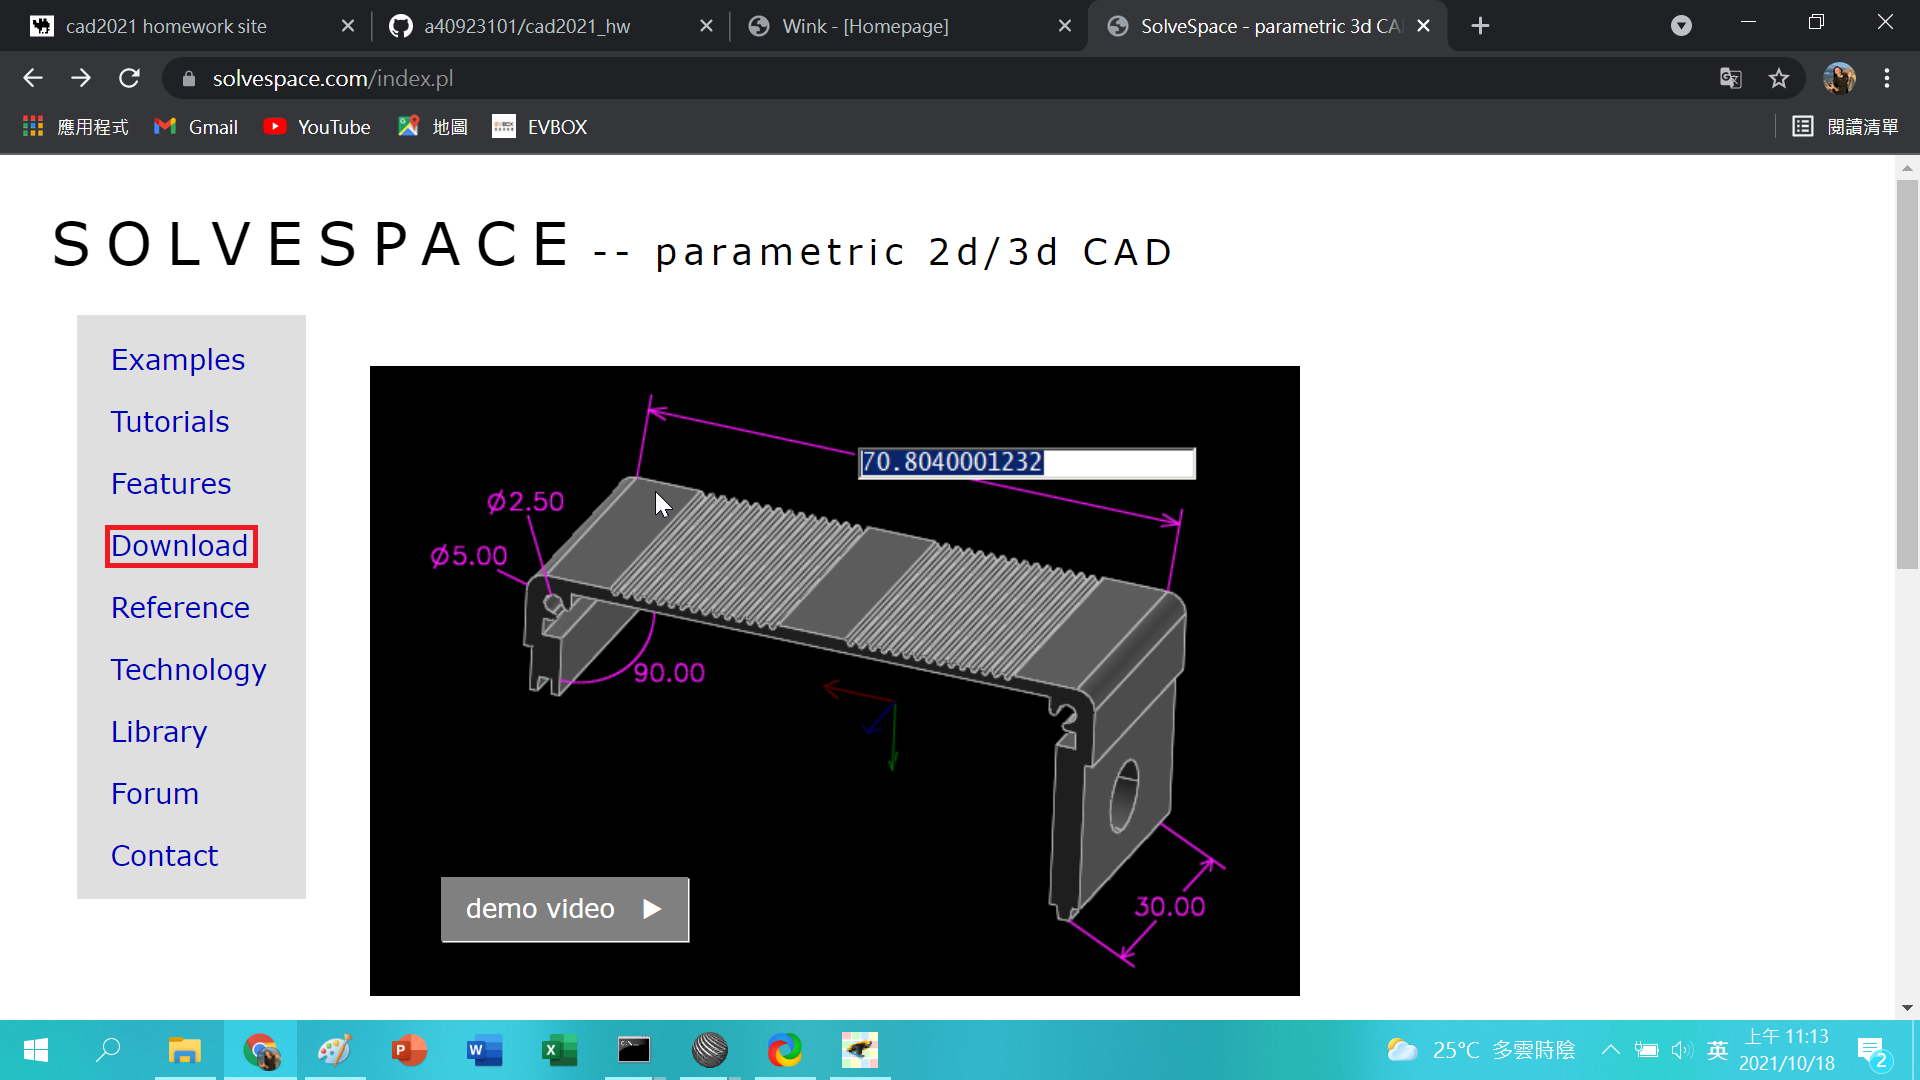 cad2021 homework site
a40923101/cad2021_hw
Wink - [Homepage]
SolveSpace - parametric 3d CA
solvespace.com/index.pl
應用程式
Gmail
YouTube
地圖
EVBOX
閱讀清單
SOLVESPACE -- parametric 2d/3d CAD
Examples
Tutorials
Features
Download
Reference
Technology
Library
Forum
Contact
70.8040001232
⌀2.50
⌀5.00
90.00
30.00
demo video
25°C 多雲時陰
英
上午 11:13
2021/10/18
2